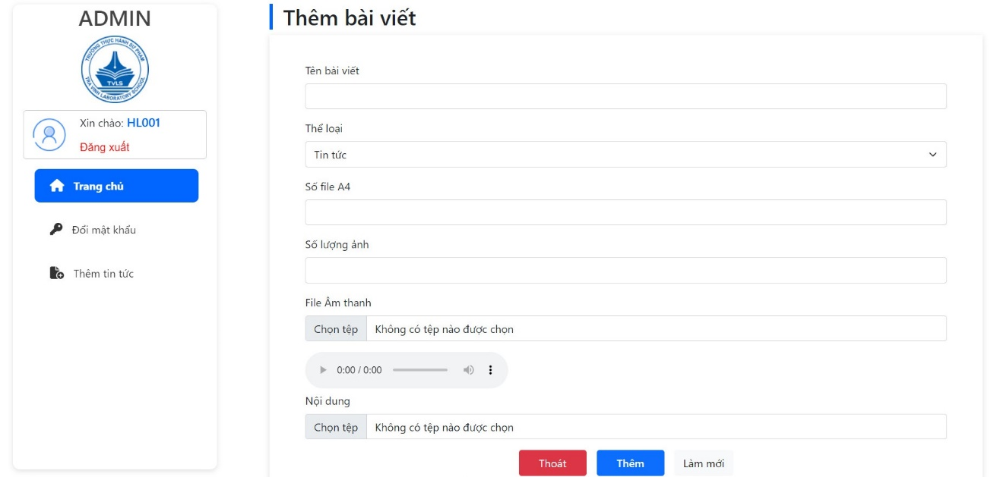 ADMIN
TRƯỜNG THỰC HÀNH SƯ PHẠM
TVLS
TRA VINH LABORATORY SCHOOL
Xin chào: HL001
Đăng xuất
Trang chủ
Đổi mật khẩu
Thêm tin tức
Thêm bài viết
Tên bài viết
Thể loại
Tin tức
Số file A4
Số lượng ảnh
File Âm thanh
Chọn tệp Không có tệp nào được chọn
0:00 / 0:00
Nội dung
Chọn tệp Không có tệp nào được chọn
Thoát Thêm Làm mới